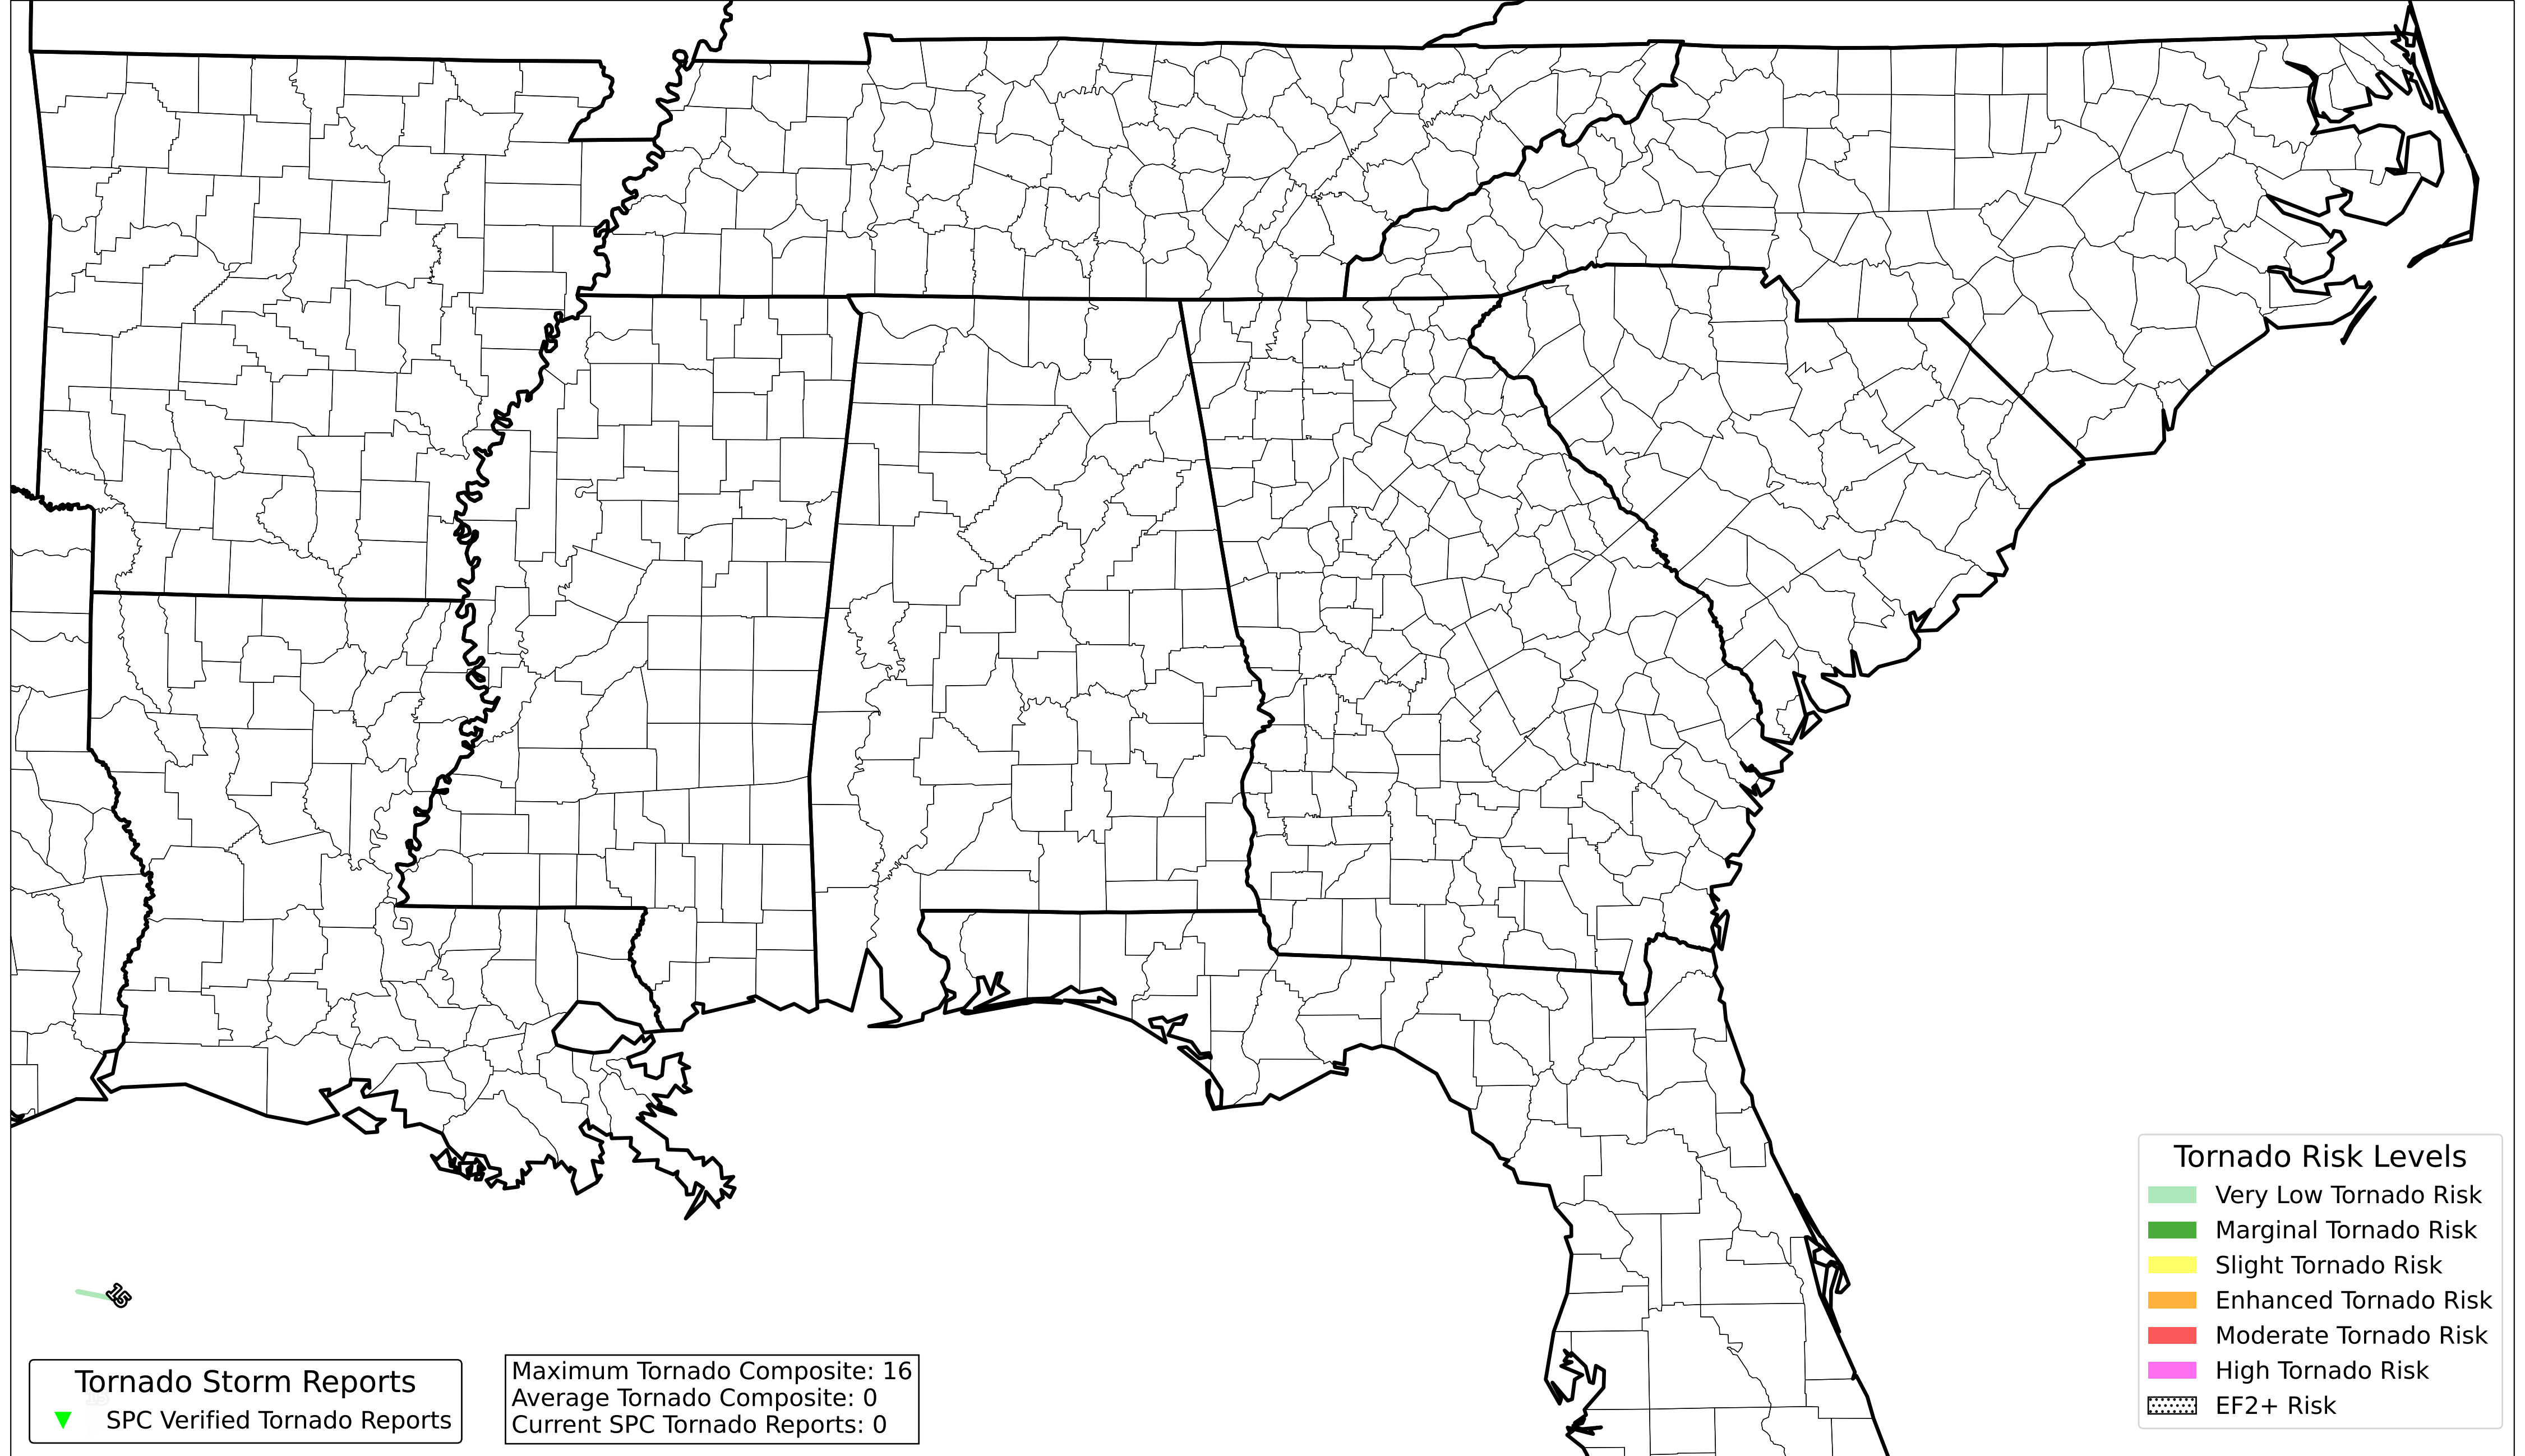 15
Tornado Storm Reports
SPC Verified Tornado Reports
Maximum Tornado Composite: 16
Average Tornado Composite: 0
Current SPC Tornado Reports: 0
Tornado Risk Levels
Very Low Tornado Risk
Marginal Tornado Risk
Slight Tornado Risk
Enhanced Tornado Risk
Moderate Tornado Risk
High Tornado Risk
EF2+ Risk